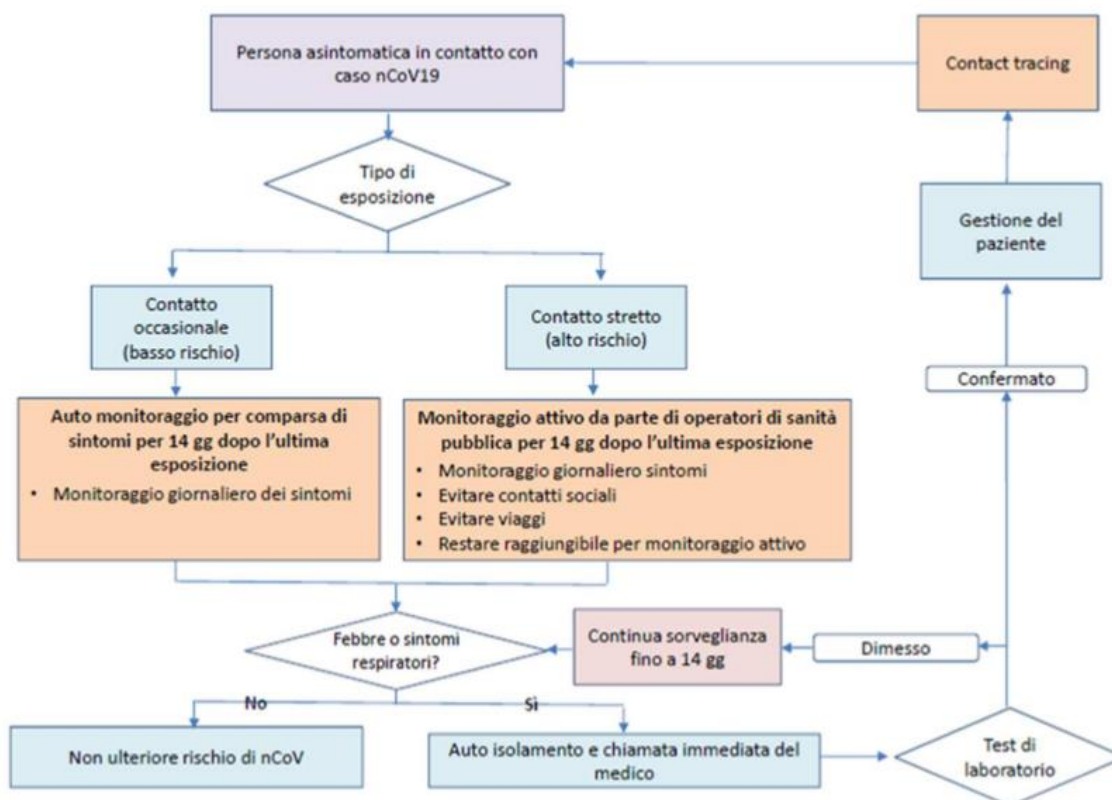 Persona asintomatica in contatto con
caso nCoV19
Contact tracing
Tipo di
esposizione
Gestione del
paziente
Contatto
occasionale
(basso rischio)
Contatto stretto
(alto rischio)
Confermato
Auto monitoraggio per comparsa di
sintomi per 14 gg dopo l'ultima
esposizione
• Monitoraggio giornaliero dei sintomi
Monitoraggio attivo da parte di operatori di sanità
pubblica per 14 gg dopo l'ultima esposizione
• Monitoraggio giornaliero sintomi
• Evitare contatti sociali
• Evitare viaggi
• Restare raggiungibile per monitoraggio attivo
Febbre o sintomi
respiratori?
Continua sorveglianza
fino a 14 gg
Dimesso
No
Sì
Non ulteriore rischio di nCoV
Auto isolamento e chiamata immediata del
medico
Test di
laboratorio